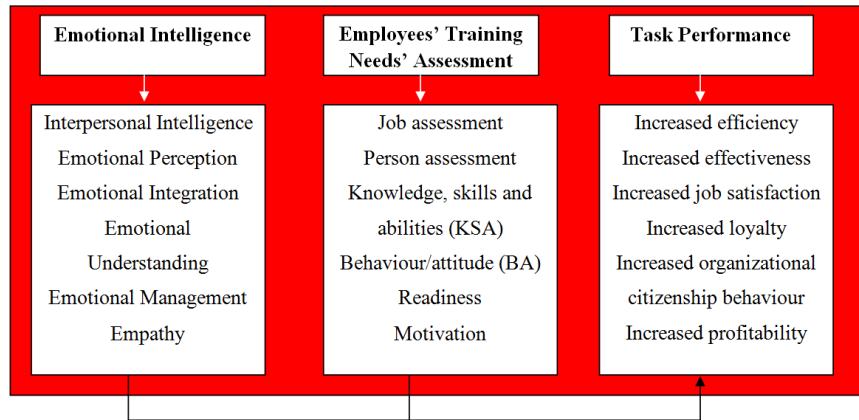 Emotional Intelligence
Interpersonal Intelligence
Emotional Perception
Emotional Integration
Emotional
Understanding
Emotional Management
Empathy
Employees' Training
Needs' Assessment
Job assessment
Person assessment
Knowledge, skills and
abilities (KSA)
Behaviour/attitude (BA)
Readiness
Motivation
Task Performance
Increased efficiency
Increased effectiveness
Increased job satisfaction
Increased loyalty
Increased organizational
citizenship behaviour
Increased profitability